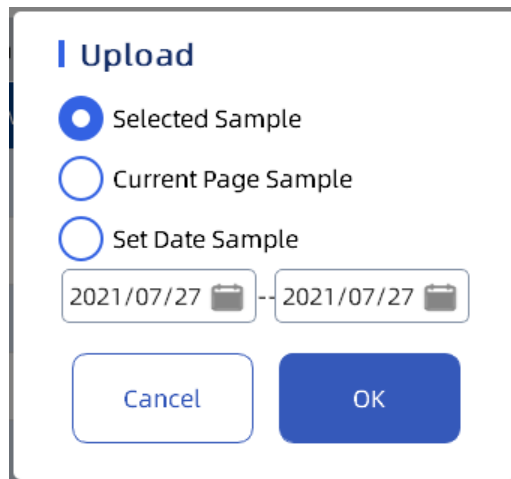 Upload
Selected Sample
Current Page Sample
Set Date Sample
2021/07/27 -- 2021/07/27
Cancel OK